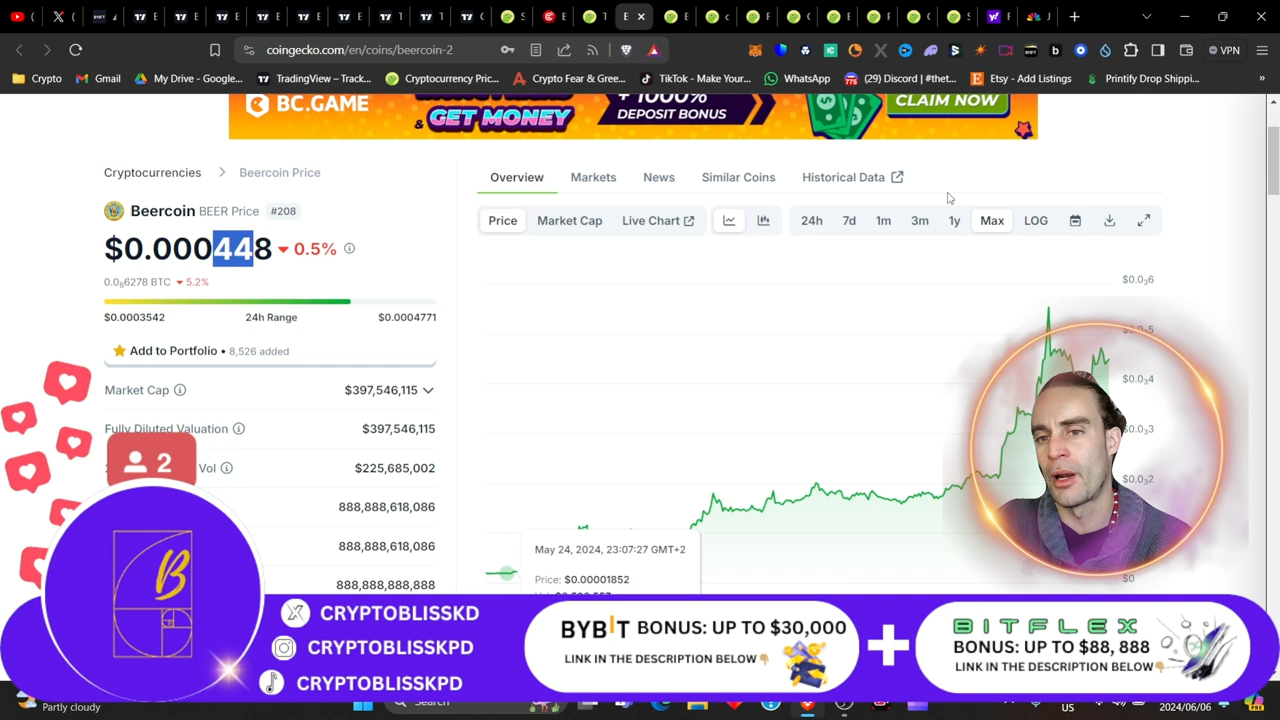 coingecko.com/en/coins/beercoin-2
VPN
Crypto
Gmail
My Drive - Google...
TradingView – Track...
Cryptocurrency Pric...
Crypto Fear & Gree...
TikTok - Make Your...
WhatsApp
(29) Discord | #thet...
Etsy - Add Listings
Printify Drop Shippi...
BC.GAME
GET MONEY
+ 1000%
DEPOSIT BONUS
CLAIM NOW
Cryptocurrencies
Beercoin Price
Overview
Markets
News
Similar Coins
Historical Data
Beercoin BEER Price #208
Price
Market Cap
Live Chart
24h
7d
1m
3m
1y
Max
LOG
$0.000448
0.5%
0.0₈6278 BTC
5.2%
$0.0003542
24h Range
$0.0004771
Add to Portfolio • 8,526 added
Market Cap
$397,546,115
Fully Diluted Valuation
$397,546,115
Vol
$225,685,002
888,888,618,086
888,888,618,086
888,888,888,888
$0.0₃6
$0.0₃5
$0.0₃4
$0.0₃3
$0.0₃2
$0
May 24, 2024, 23:07:27 GMT+2
Price: $0.00001852
2
B
CRYPTOBLISSKD
CRYPTOBLISSKPD
CRYPTOBLISSKPD
BYBIT BONUS: UP TO $30,000
LINK IN THE DESCRIPTION BELOW
BITFLEX
BONUS: UP TO $88, 888
LINK IN THE DESCRIPTION BELOW
Partly cloudy
Search
US
2024/06/06